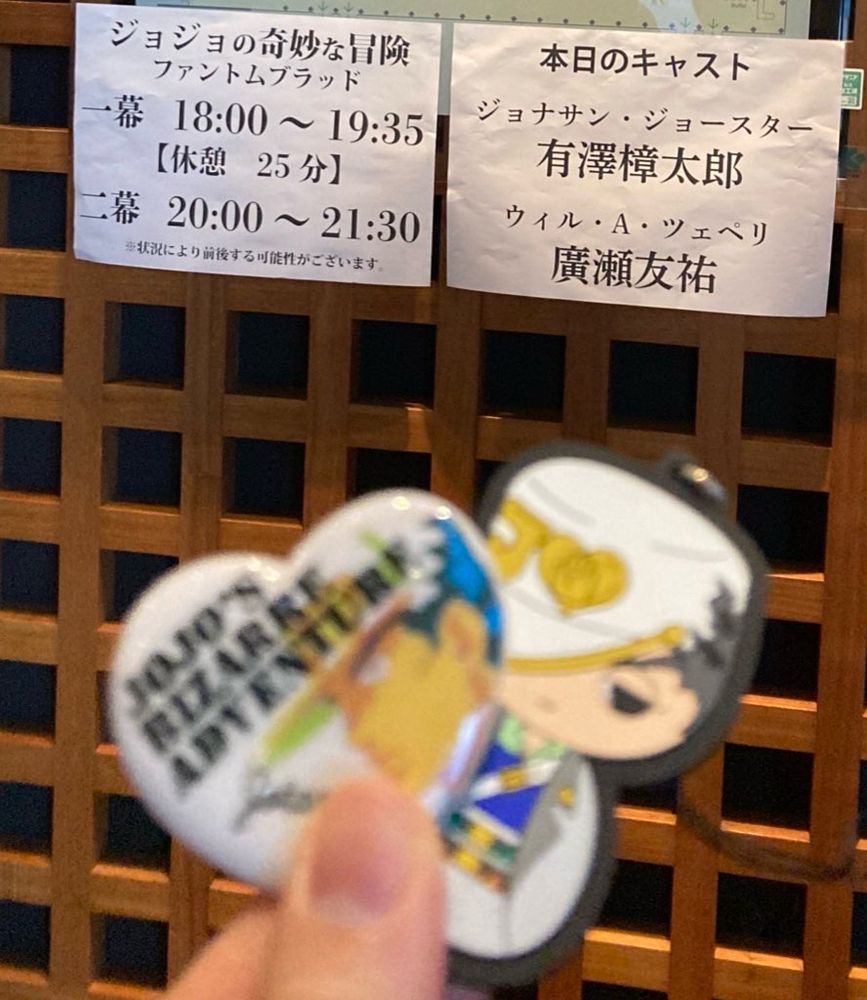 ジョジョの奇妙な冒険
ファントムブラッド
一幕 18:00 ～ 19:35
【休憩 25分】
二幕 20:00 ～ 21:30
※状況により前後する可能性がございます。
本日のキャスト
ジョナサン・ジョースター
有澤樟太郎
ウィル・A・ツェペリ
廣瀬友祐
JOJO'S
BIZARRE
ADVENTURE